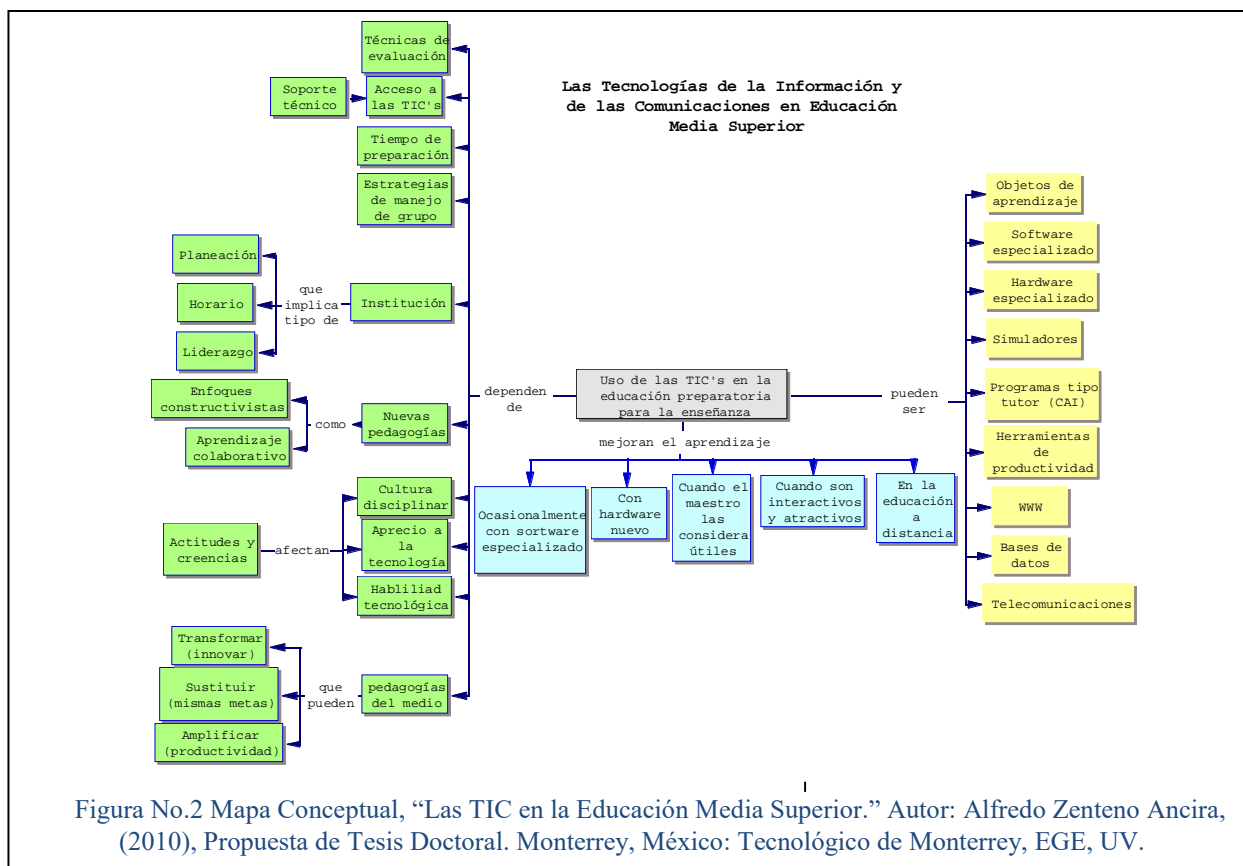 Las Tecnologías de la Información y
de las Comunicaciones en Educación
Media Superior
Técnicas de
evaluación
Soporte
técnico
Acceso a
las TIC's
Tiempo de
preparación
Estrategias
de manejo
de grupo
Planeación
Horario
Liderazgo
que
implica
tipo de
Institución
Enfoques
constructivistas
Aprendizaje
colaborativo
como
Nuevas
pedagogías
Actitudes y
creencias
afectan
Cultura
disciplinar
Aprecio a
la
tecnología
Habliliad
tecnológica
Transformar
(innovar)
Sustituir
(mismas metas)
Amplificar
(productividad)
que
pueden
pedagogías
del medio
dependen
de
Uso de las TIC's en la
educación preparatoria
para la enseñanza
mejoran el aprendizaje
Ocasionalmente
con sortware
especializado
Con
hardware
nuevo
Cuando el
maestro
las
considera
útiles
Cuando son
interactivos
y atractivos
En la
educación
a
distancia
pueden
ser
Objetos de
aprendizaje
Software
especializado
Hardware
especializado
Simuladores
Programas tipo
tutor (CAI)
Herramientas
de
productividad
WWW
Bases de
datos
Telecomunicaciones
Figura No.2 Mapa Conceptual, “Las TIC en la Educación Media Superior.” Autor: Alfredo Zenteno Ancira,
(2010), Propuesta de Tesis Doctoral. Monterrey, México: Tecnológico de Monterrey, EGE, UV.